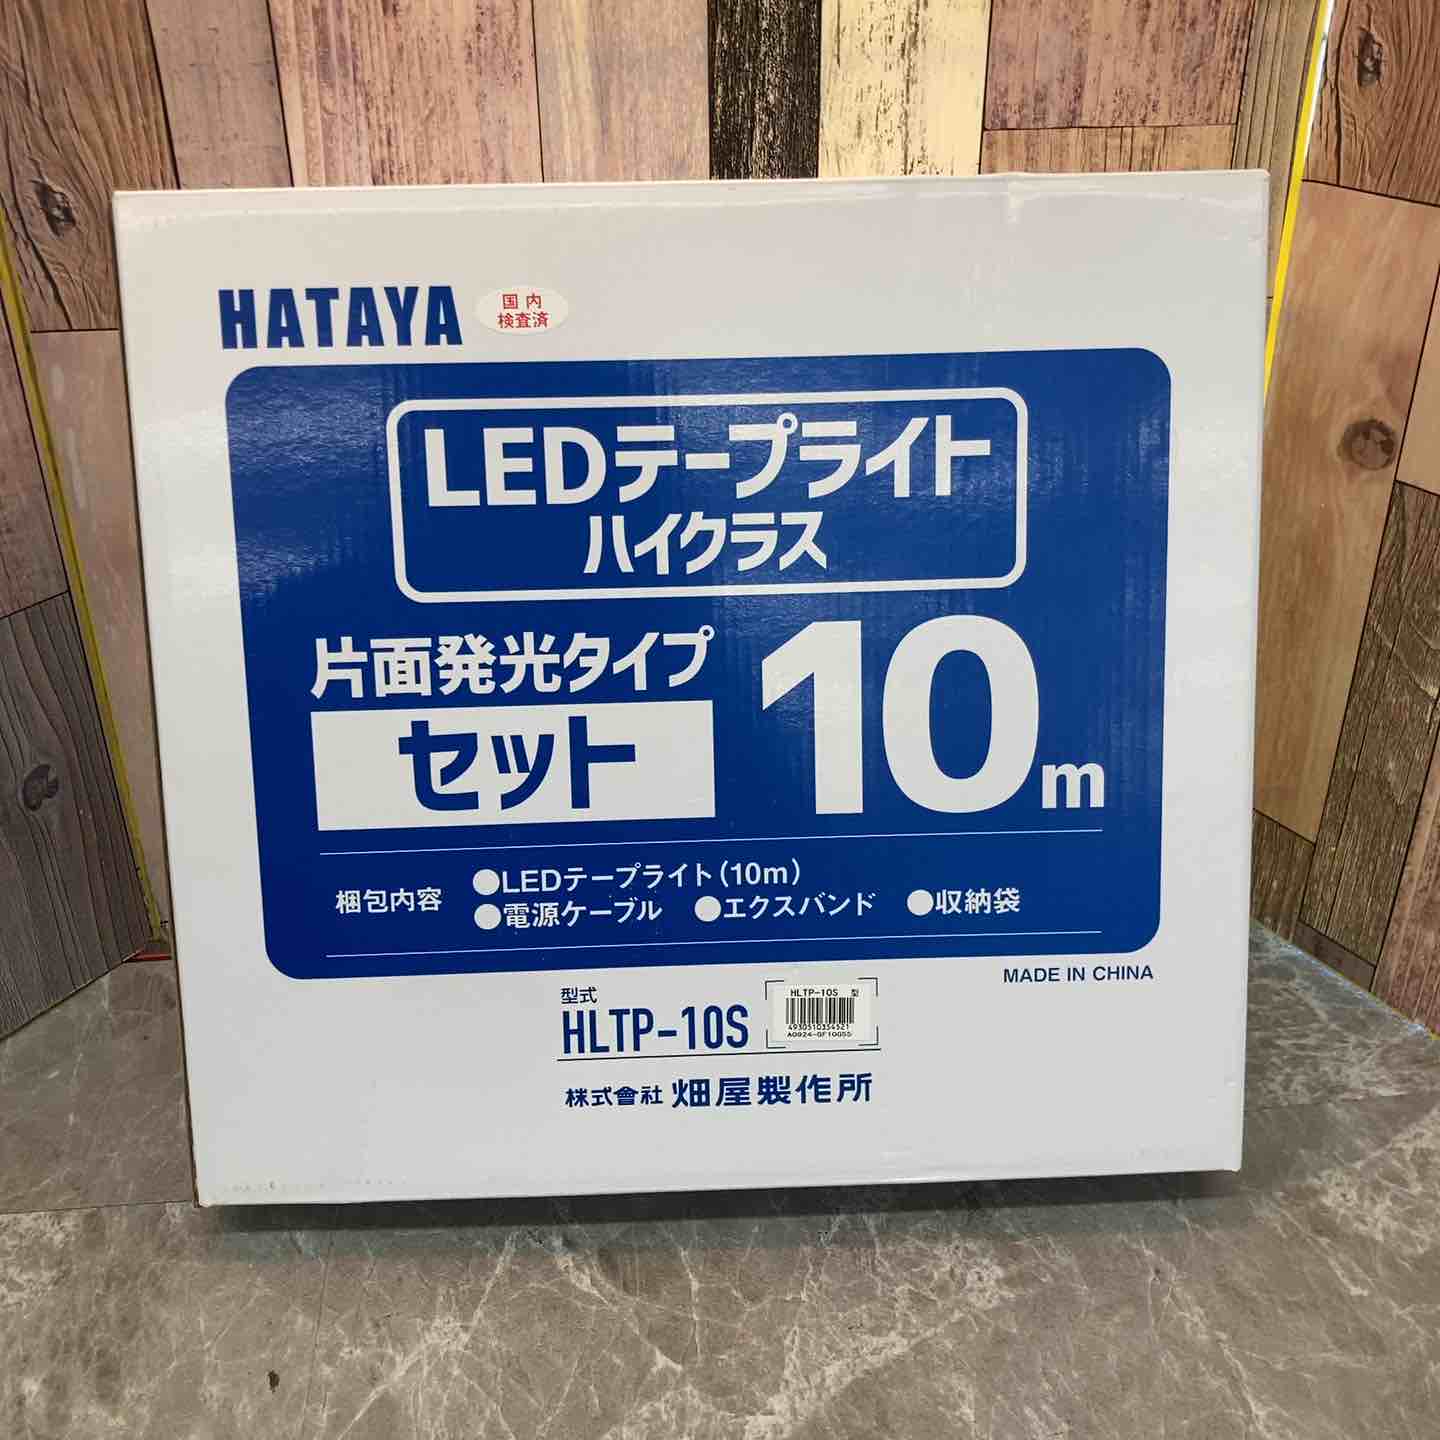 HATAYA
国内
検査済
LEDテープライト
ハイクラス
片面発光タイプ
セット
10m
梱包内容
●LEDテープライト(10m)
●電源ケーブル ●エクスバンド ●収納袋
MADE IN CHINA
型式
HLTP-10S
HLTP-10S 型
4930510354521
A0924-GF10GSS
株式會社 畑屋製作所